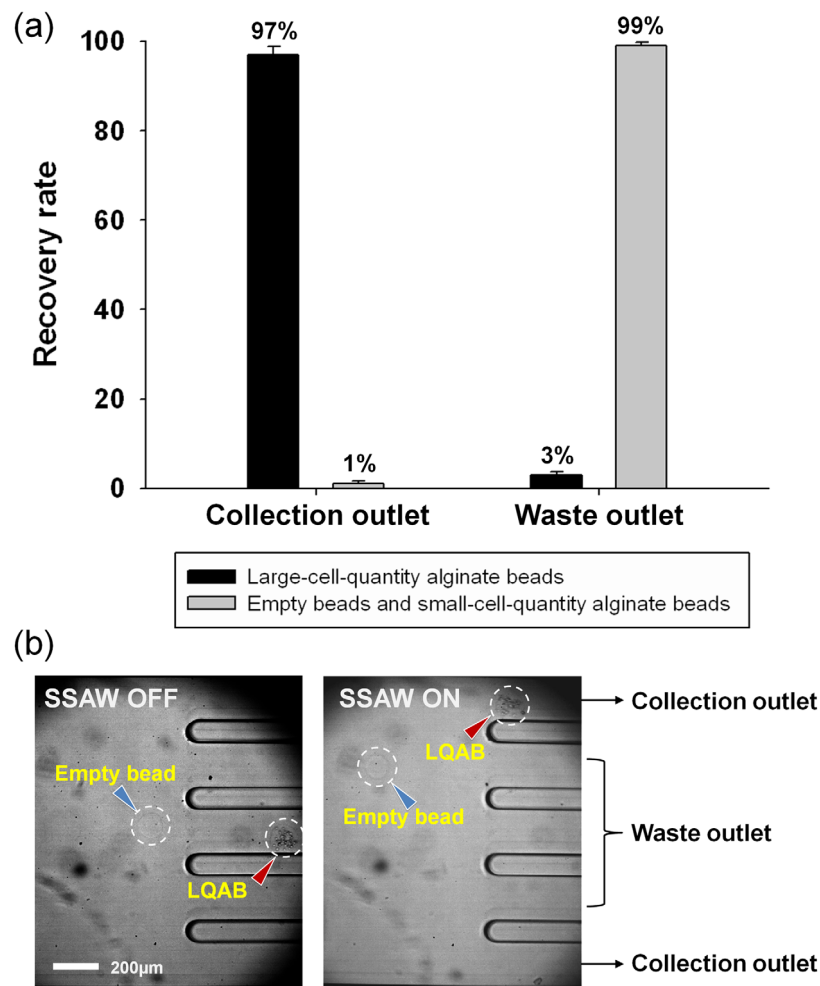 (a)
97%
99%
100
80
60
40
20
0
Recovery rate
1%
3%
Collection outlet
Waste outlet
Large-cell-quantity alginate beads
Empty beads and small-cell-quantity alginate beads
(b)
SSAW OFF
Empty bead
LQAB
200µm
SSAW ON
LQAB
Empty bead
Collection outlet
Waste outlet
Collection outlet